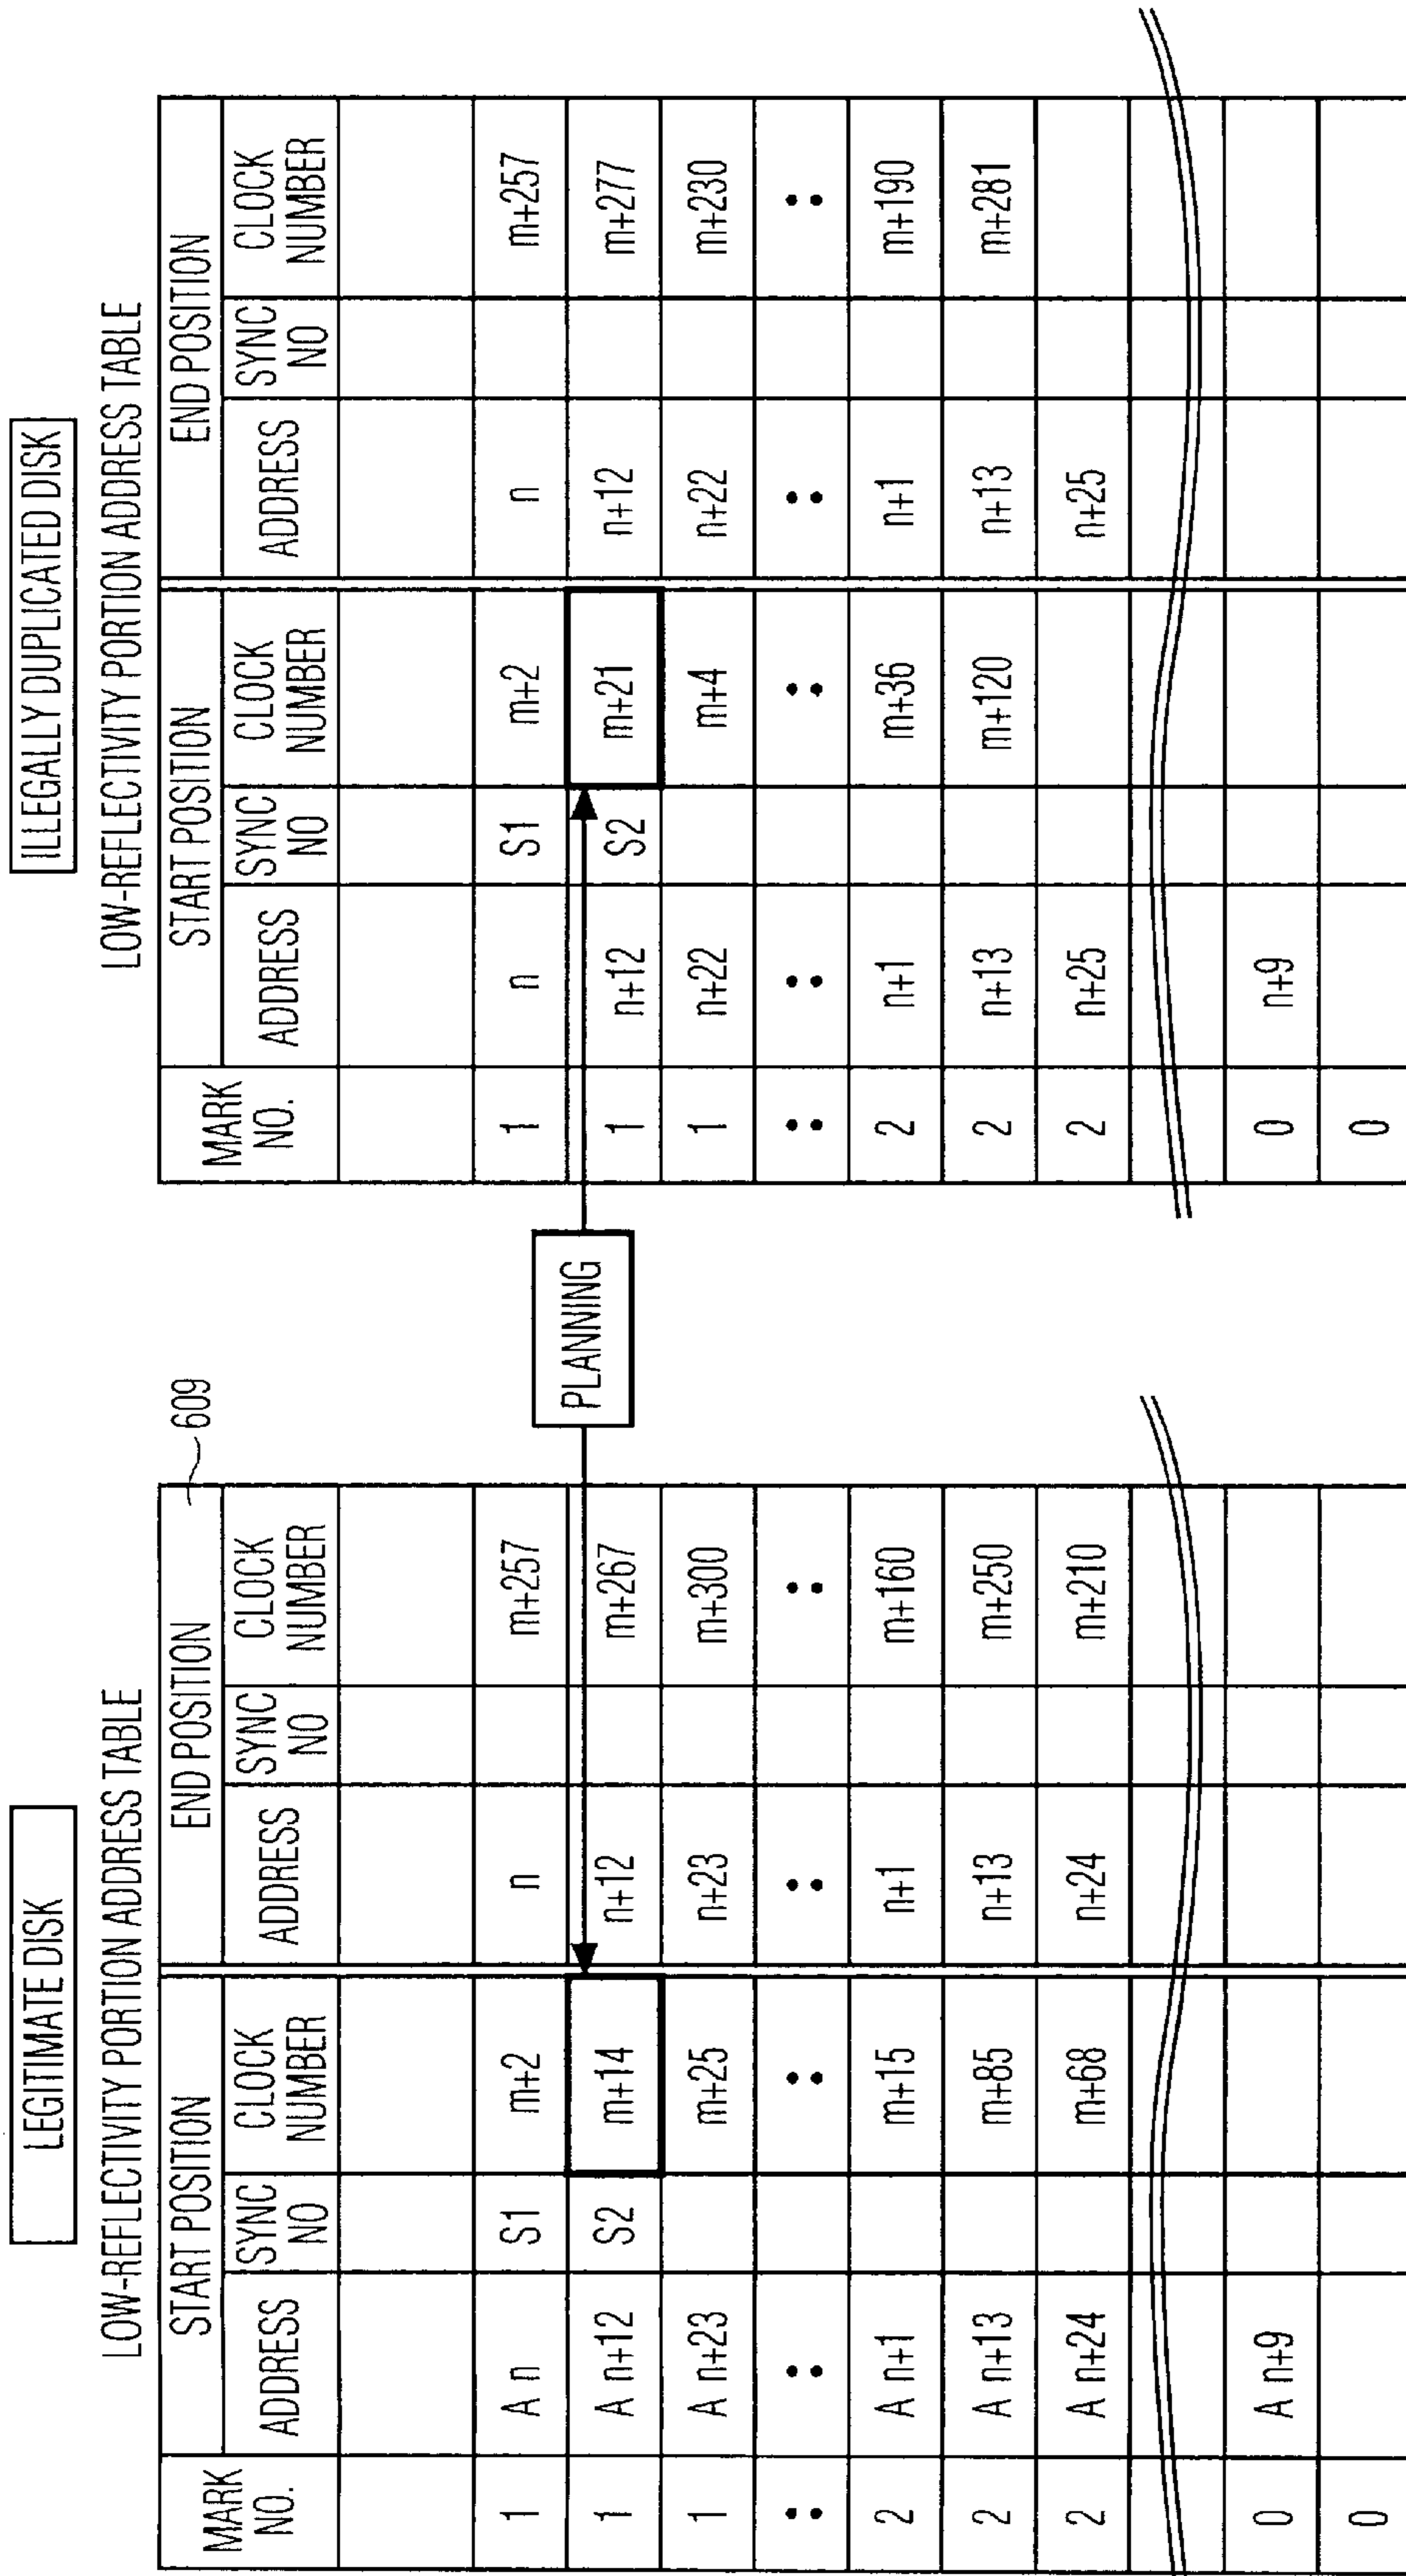 LEGITIMATE DISK
LOW-REFLECTIVITY PORTION ADDRESS TABLE
609
MARK NO. START POSITION END POSITION
ADDRESS SYNC NO CLOCK NUMBER ADDRESS SYNC NO CLOCK NUMBER
1 A n S1 m+2 n m+257
1 A n+12 S2 m+14 n+12 m+267
1 A n+23 m+25 n+23 m+300
: : : : :
2 A n+1 m+15 n+1 m+160
2 A n+13 m+85 n+13 m+250
2 A n+24 m+68 n+24 m+210
0 A n+9
0
PLANNING
ILLEGALLY DUPLICATED DISK
LOW-REFLECTIVITY PORTION ADDRESS TABLE
MARK NO. START POSITION END POSITION
ADDRESS SYNC NO CLOCK NUMBER ADDRESS SYNC NO CLOCK NUMBER
1 n S1 m+2 n m+257
1 n+12 S2 m+21 n+12 m+277
1 n+22 m+4 n+22 m+230
: : : : :
2 n+1 m+36 n+1 m+190
2 n+13 m+120 n+13 m+281
2 n+25 n+25
0 n+9
0